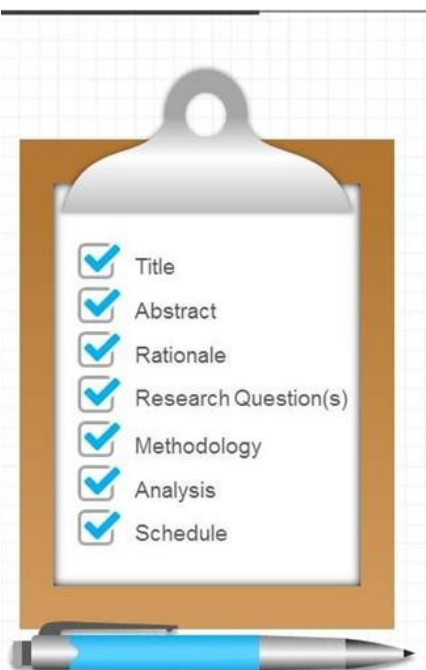 Title
Abstract
Rationale
Research Question(s)
Methodology
Analysis
Schedule